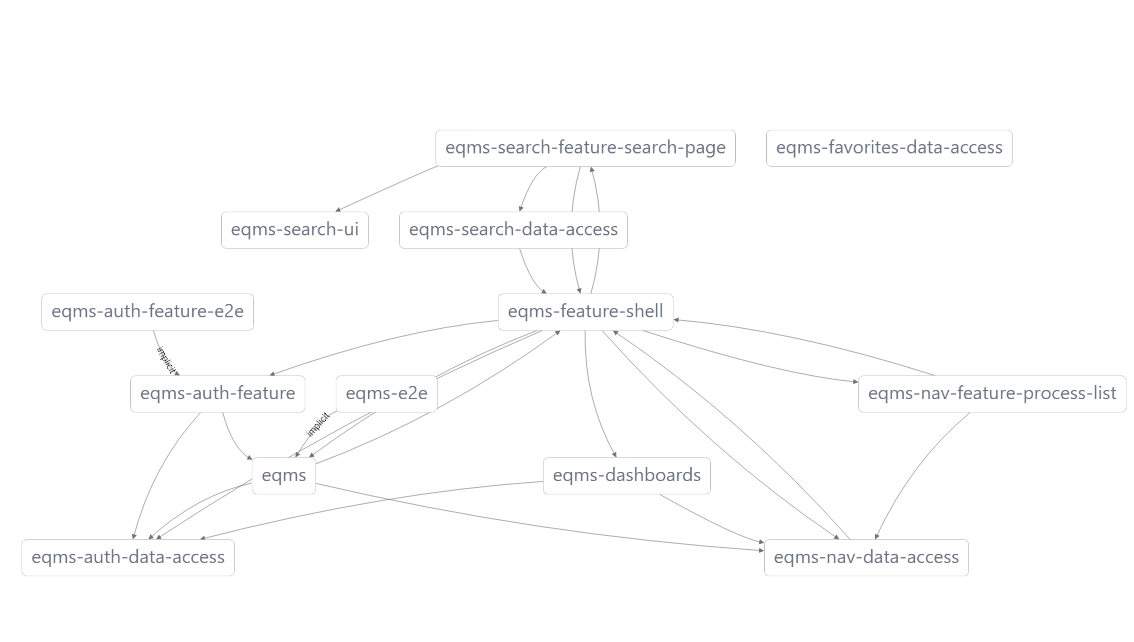 eqms-search-feature-search-page
eqms-favorites-data-access
eqms-search-ui
eqms-search-data-access
eqms-auth-feature-e2e
eqms-feature-shell
implicit
eqms-auth-feature
eqms-e2e
eqms-nav-feature-process-list
implicit
eqms
eqms-dashboards
eqms-auth-data-access
eqms-nav-data-access